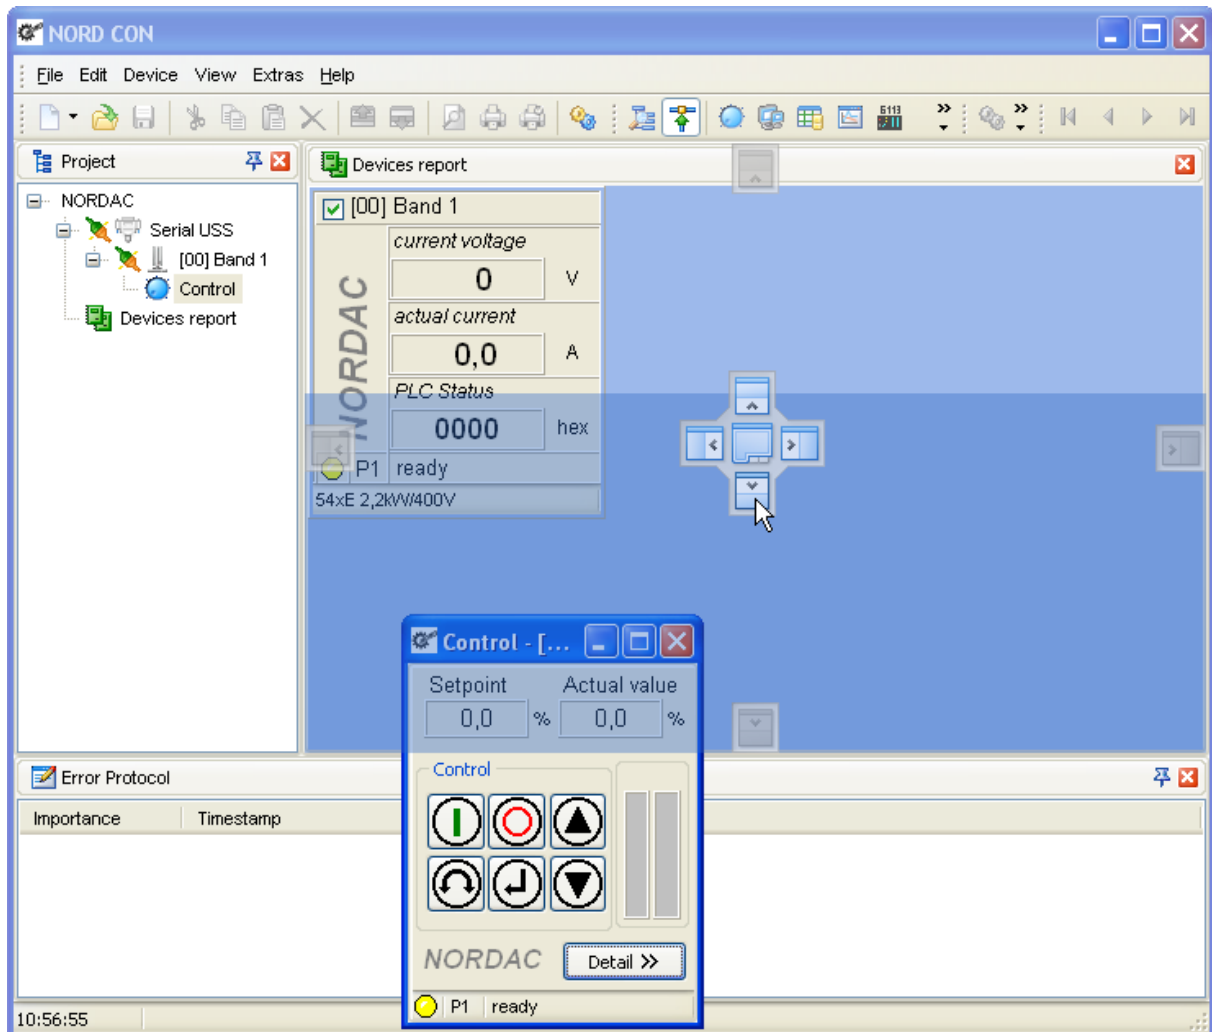 NORD CON
File Edit Device View Extras Help
6113
Project
Devices report
NORDAC
Serial USS
[00] Band 1
Control
Devices report
[00] Band 1
NORDAC
current voltage
0 V
actual current
0,0 A
PLC Status
0000 hex
P1 ready
54xE 2,2kW/400V
Control - [...
Setpoint Actual value
0,0 % 0,0 %
Control
NORDAC
Detail >>
P1 ready
Error Protocol
Importance Timestamp
10:56:55